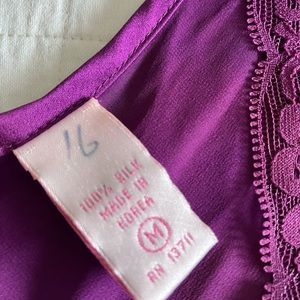 16
100% SILK
MADE IN
KOREA
M
RN 13711